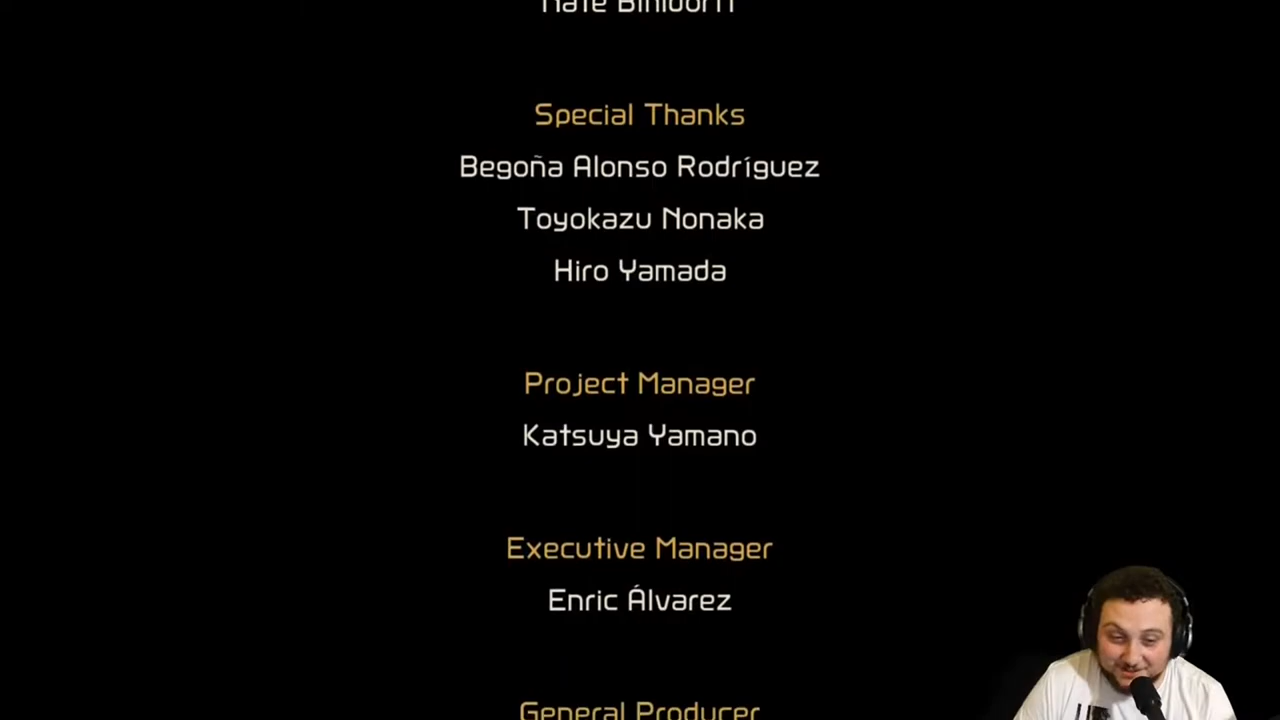 Special Thanks
Begoña Alonso Rodríguez
Toyokazu Nonaka
Hiro Yamada
Project Manager
Katsuya Yamano
Executive Manager
Enric Álvarez
General Producer